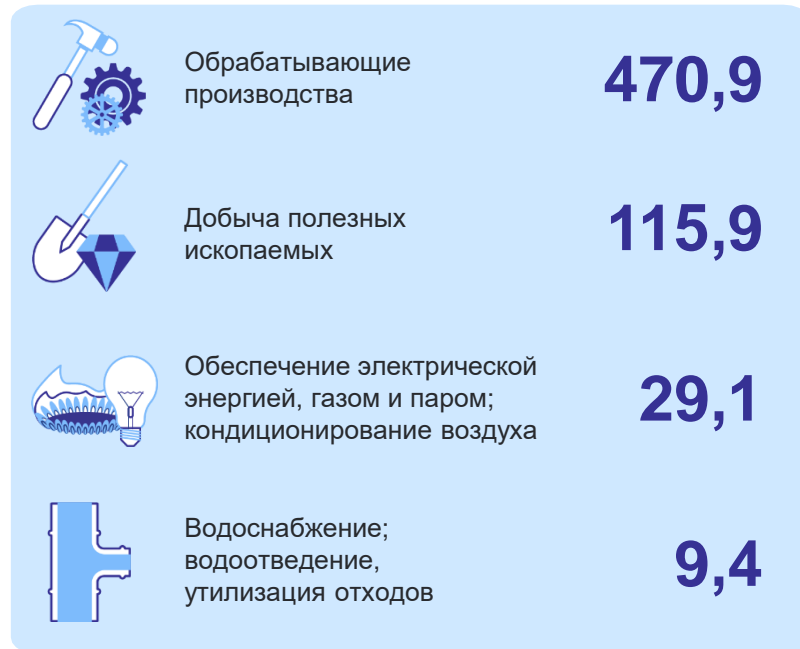 Обрабатывающие
производства
470,9
Добыча полезных
ископаемых
115,9
Обеспечение электрической
энергией, газом и паром;
кондиционирование воздуха
29,1
Водоснабжение;
водоотведение,
утилизация отходов
9,4